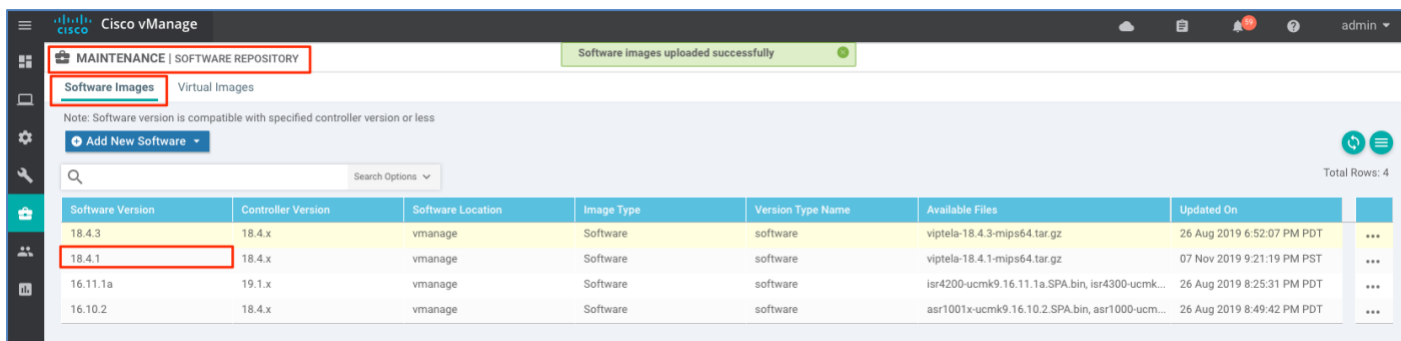 CISCO Cisco vManage 59 admin
MAINTENANCE | SOFTWARE REPOSITORY Software images uploaded successfully
Software Images Virtual Images
Note: Software version is compatible with specified controller version or less
Add New Software
Search Options Total Rows: 4
Software Version Controller Version Software Location Image Type Version Type Name Available Files Updated On
18.4.3 18.4.x vmanage Software software viptela-18.4.3-mips64.tar.gz 26 Aug 2019 6:52:07 PM PDT ...
18.4.1 18.4.x vmanage Software software viptela-18.4.1-mips64.tar.gz 07 Nov 2019 9:21:19 PM PST ...
16.11.1a 19.1.x vmanage Software software isr4200-ucmk9.16.11.1a.SPA.bin, isr4300-ucmk... 26 Aug 2019 8:25:31 PM PDT ...
16.10.2 18.4.x vmanage Software software asr1001x-ucmk9.16.10.2.SPA.bin, asr1000-ucm... 26 Aug 2019 8:49:42 PM PDT ...